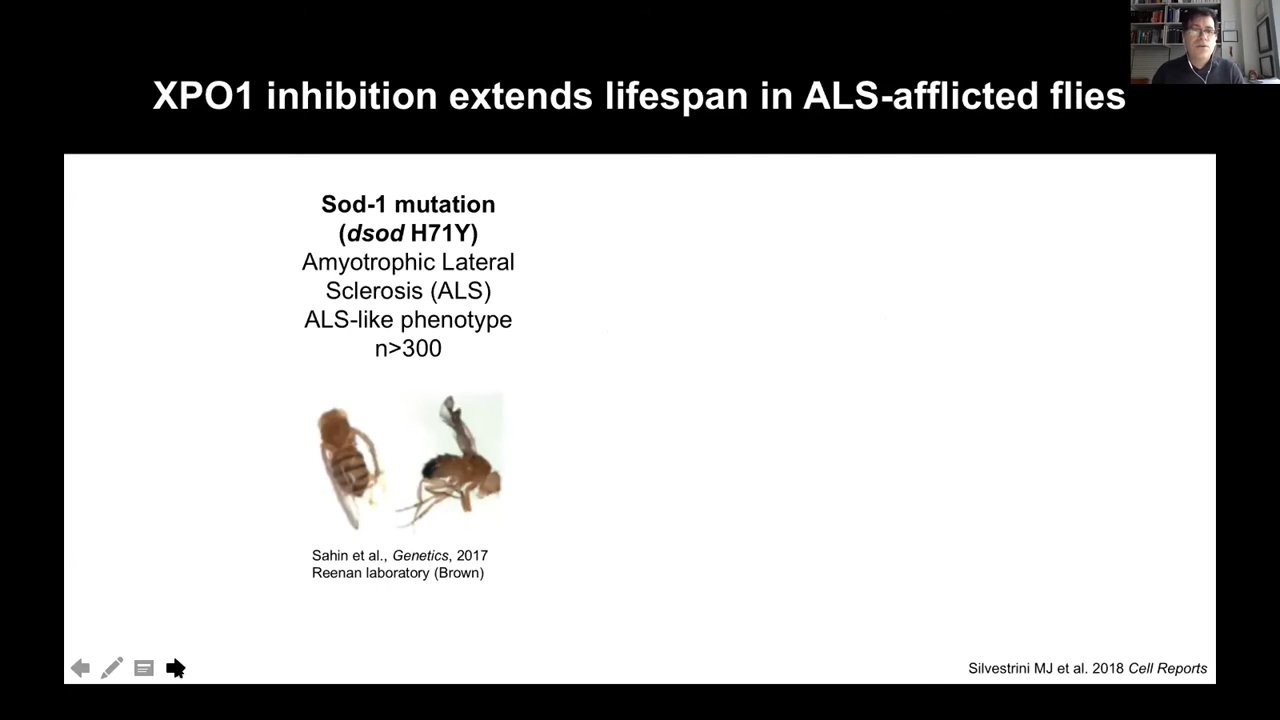 XPO1 inhibition extends lifespan in ALS-afflicted flies
Sod-1 mutation
(dsod H71Y)
Amyotrophic Lateral
Sclerosis (ALS)
ALS-like phenotype
n>300
Sahin et al., Genetics, 2017
Reenan laboratory (Brown)
Silvestrini MJ et al. 2018 Cell Reports